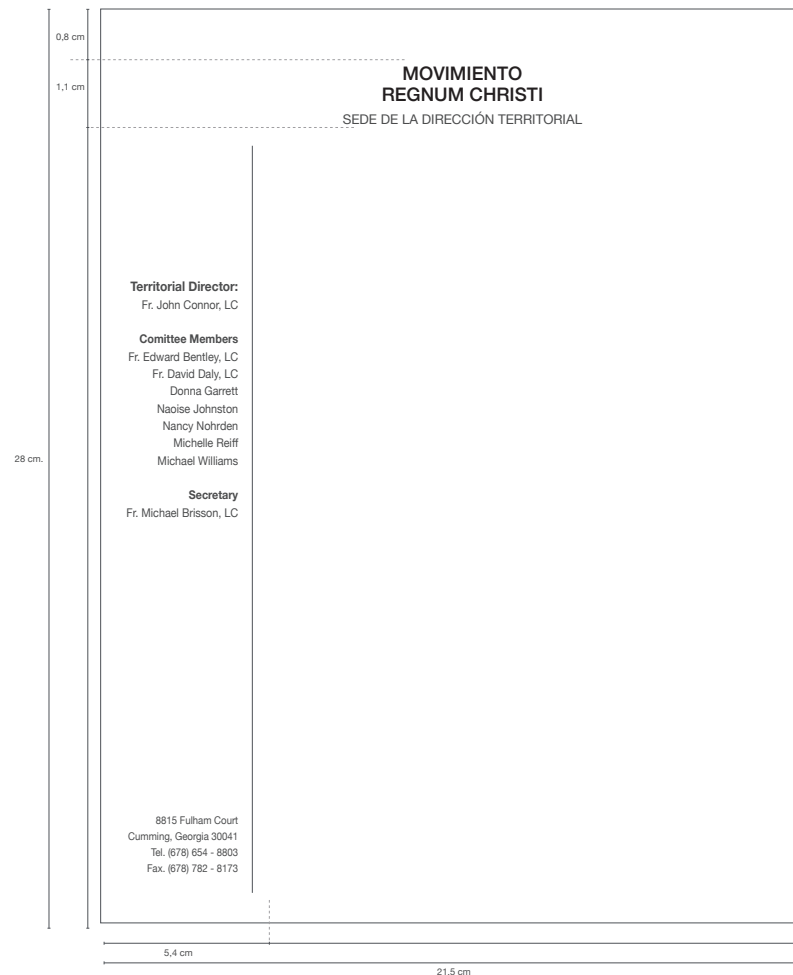 0,8 cm
1,1 cm
MOVIMIENTO
REGNUM CHRISTI
SEDE DE LA DIRECCIÓN TERRITORIAL
Territorial Director:
Fr. John Connor, LC
Comittee Members
Fr. Edward Bentley, LC
Fr. David Daly, LC
Donna Garrett
Naoise Johnston
Nancy Nohrden
Michelle Reiff
Michael Williams
28 cm.
Secretary
Fr. Michael Brisson, LC
8815 Fulham Court
Cumming, Georgia 30041
Tel. (678) 654 - 8803
Fax. (678) 782 - 8173
5,4 cm
21.5 cm